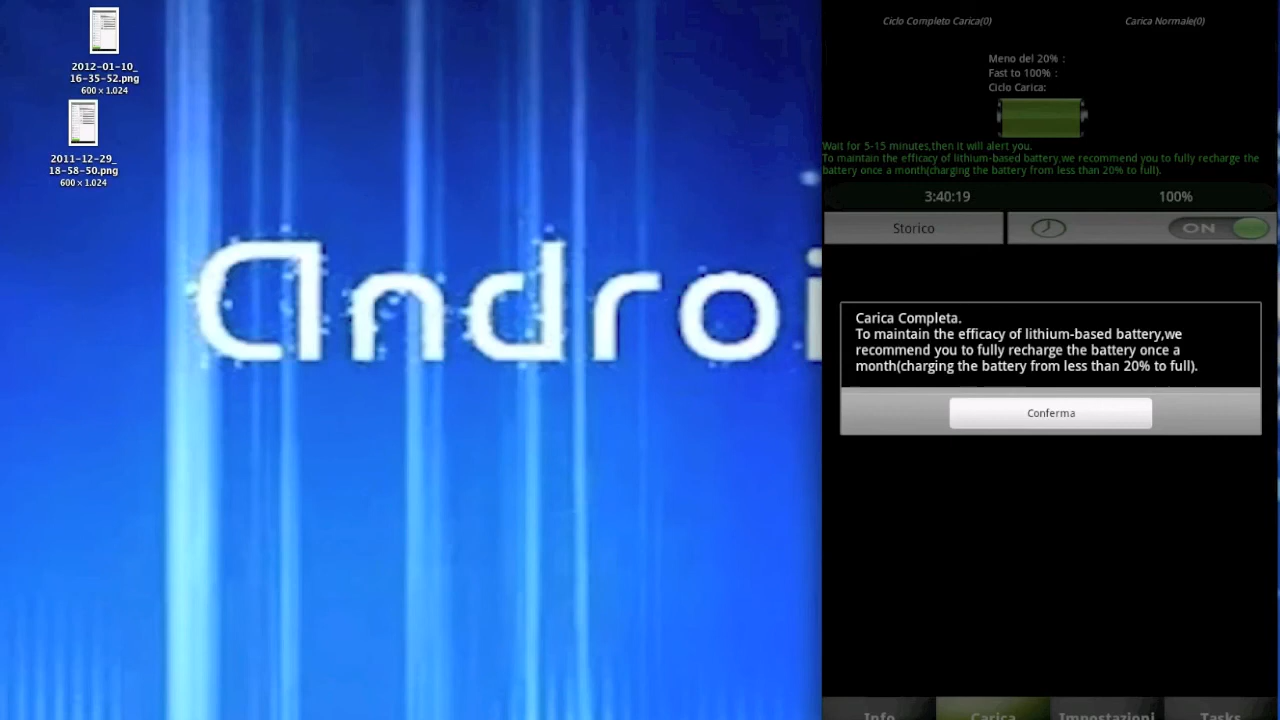 2012-01-10_
16-35-52.png
600 x 1.024
2011-12-29_
18-58-50.png
600 x 1.024
androi
Ciclo Completo Carica(0)
Carica Normale(0)
Meno del 20% :
Fast to 100% :
Ciclo Carica:
Wait for 5-15 minutes,then it will alert you.
To maintain the efficacy of lithium-based battery,we recommend you to fully recharge the
battery once a month(charging the battery from less than 20% to full).
3:40:19
100%
Storico
ON
Carica Completa.
To maintain the efficacy of lithium-based battery,we
recommend you to fully recharge the battery once a
month(charging the battery from less than 20% to full).
Conferma
Info
Carica
Impostazioni
Tasks